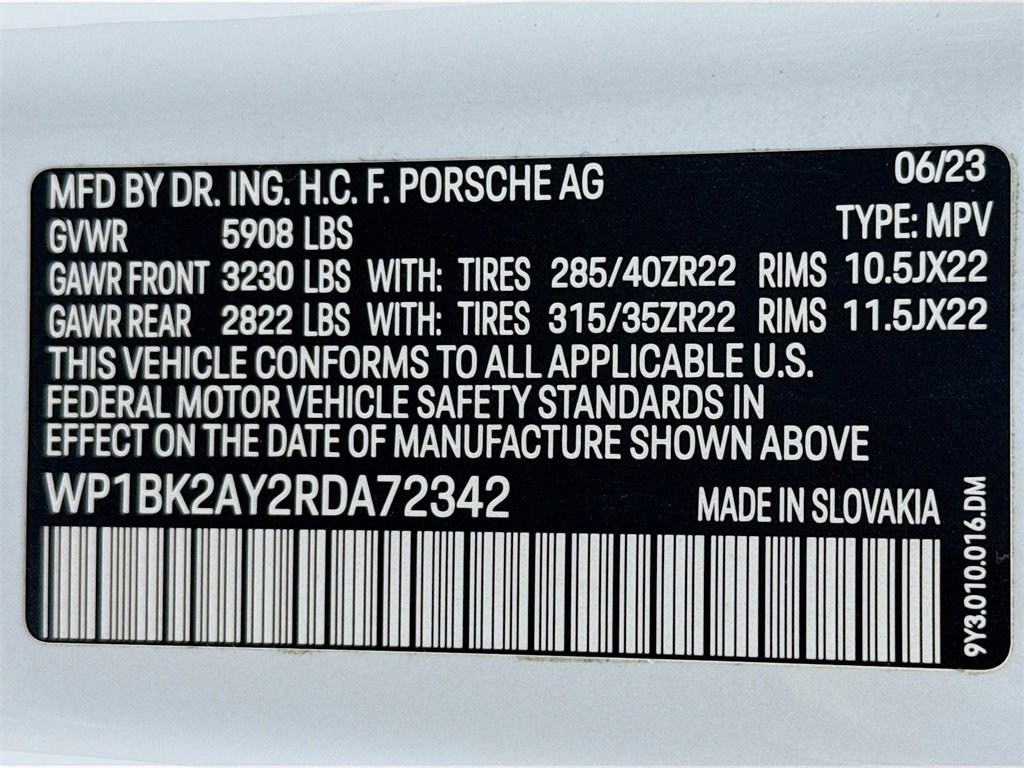 MFD BY DR. ING. H.C. F. PORSCHE AG 06/23
GVWR 5908 LBS TYPE: MPV
GAWR FRONT 3230 LBS WITH: TIRES 285/40ZR22 RIMS 10.5JX22
GAWR REAR 2822 LBS WITH: TIRES 315/35ZR22 RIMS 11.5JX22
THIS VEHICLE CONFORMS TO ALL APPLICABLE U.S.
FEDERAL MOTOR VEHICLE SAFETY STANDARDS IN
EFFECT ON THE DATE OF MANUFACTURE SHOWN ABOVE
WP1BK2AY2RDA72342 MADE IN SLOVAKIA
9Y3.010.016.DM